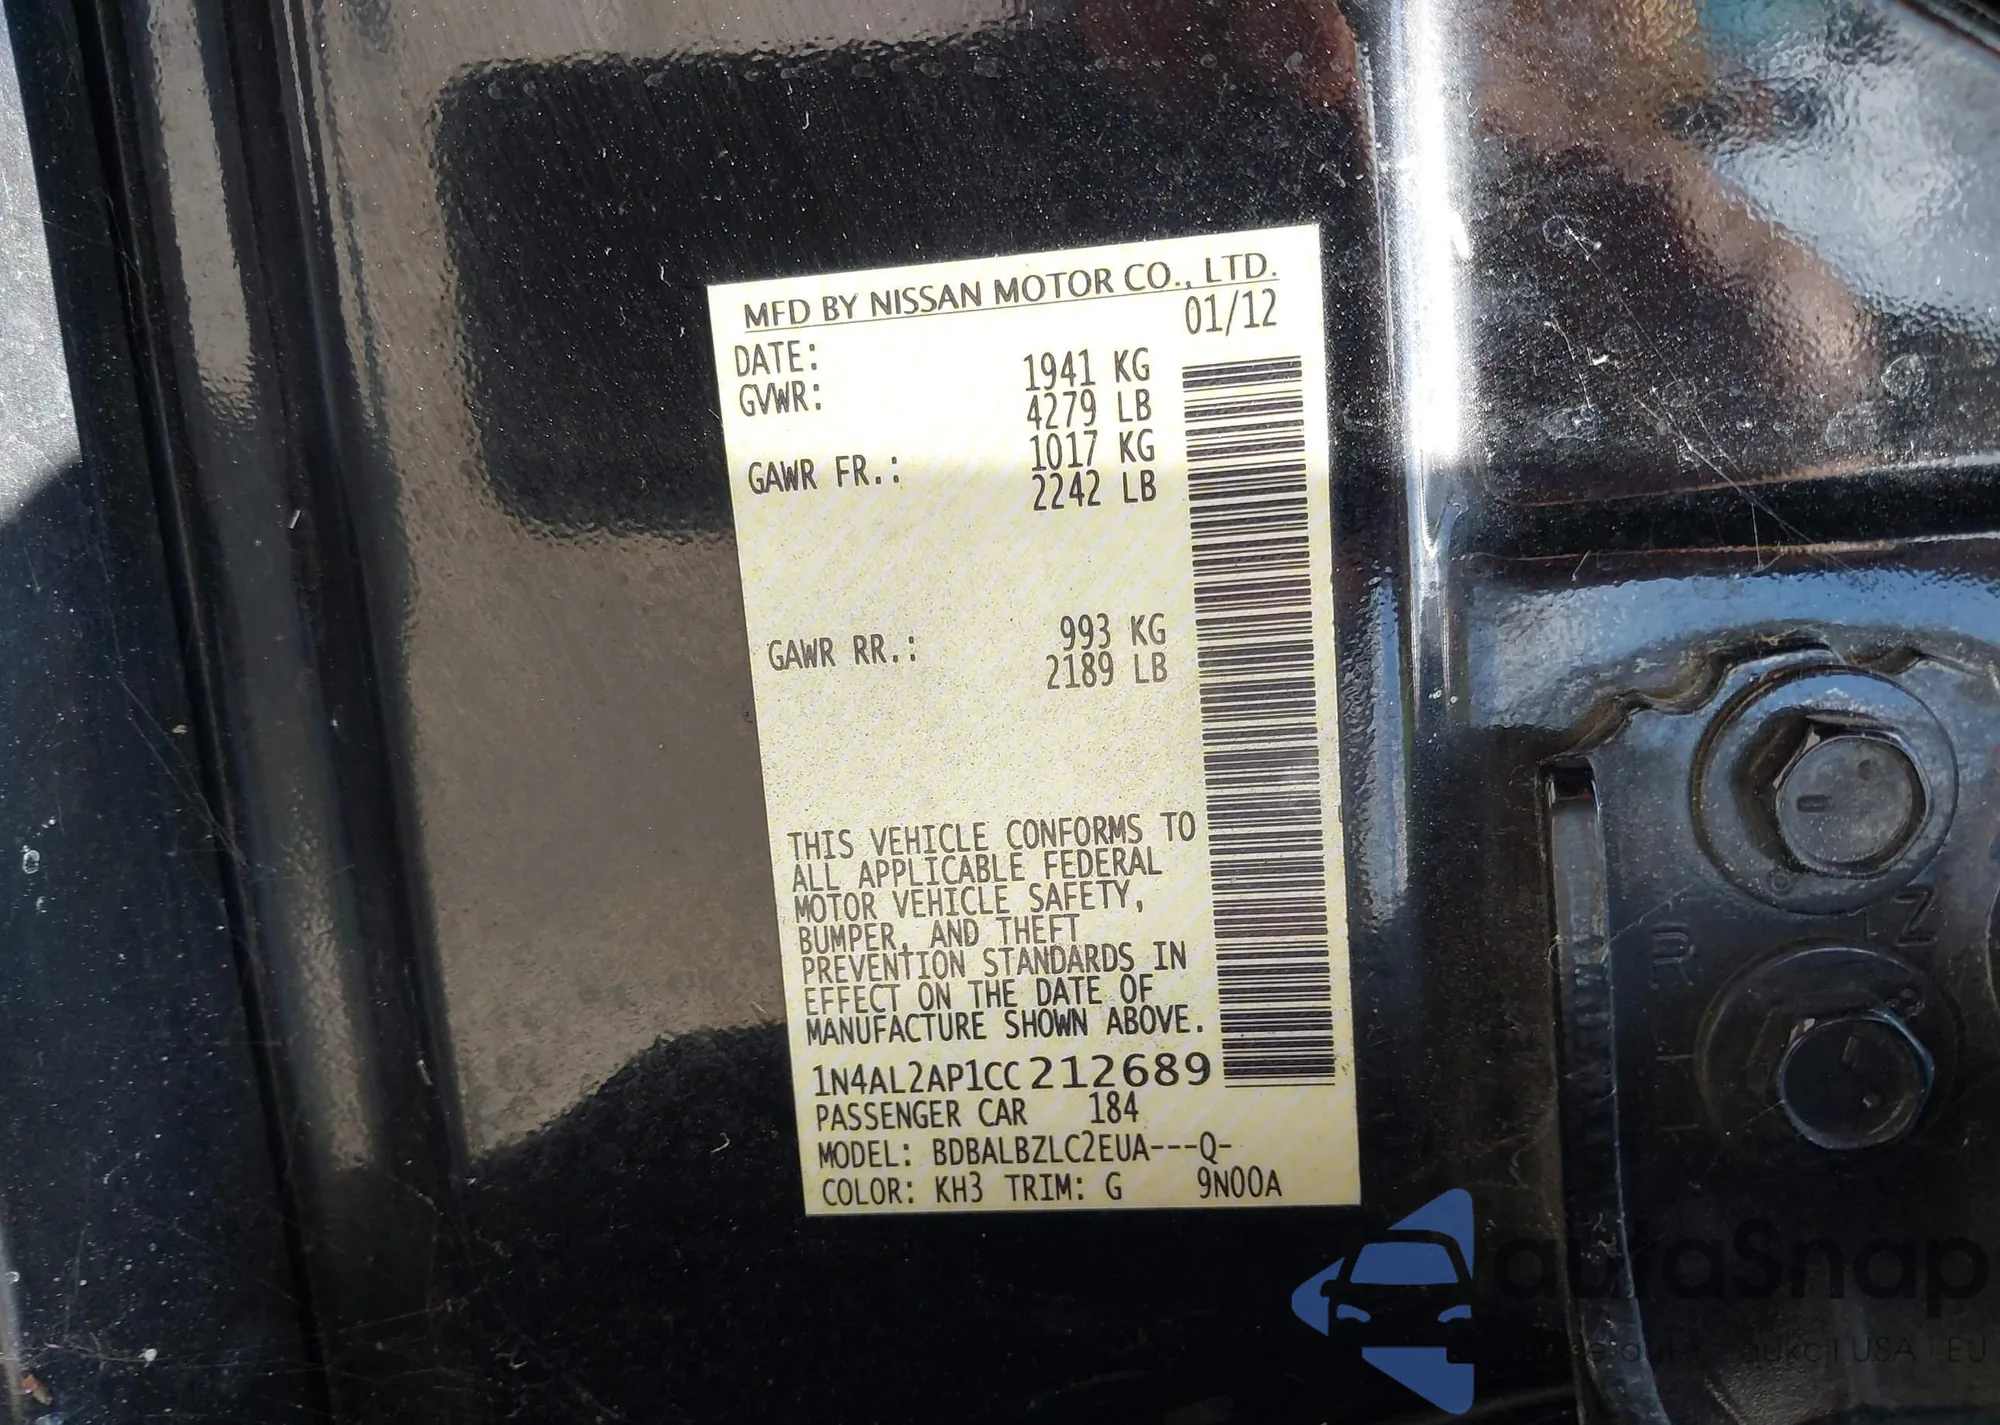 MFD BY NISSAN MOTOR CO., LTD.
DATE: 01/12
GVWR: 1941 KG
4279 LB
GAWR FR.: 1017 KG
2242 LB
GAWR RR.: 993 KG
2189 LB
THIS VEHICLE CONFORMS TO
ALL APPLICABLE FEDERAL
MOTOR VEHICLE SAFETY,
BUMPER, AND THEFT
PREVENTION STANDARDS IN
EFFECT ON THE DATE OF
MANUFACTURE SHOWN ABOVE.
1N4AL2AP1CC212689
PASSENGER CAR 184
MODEL: BDBALBZLC2EUA---Q-
COLOR: KH3 TRIM: G 9N00A
R
autaSnap
USA EU